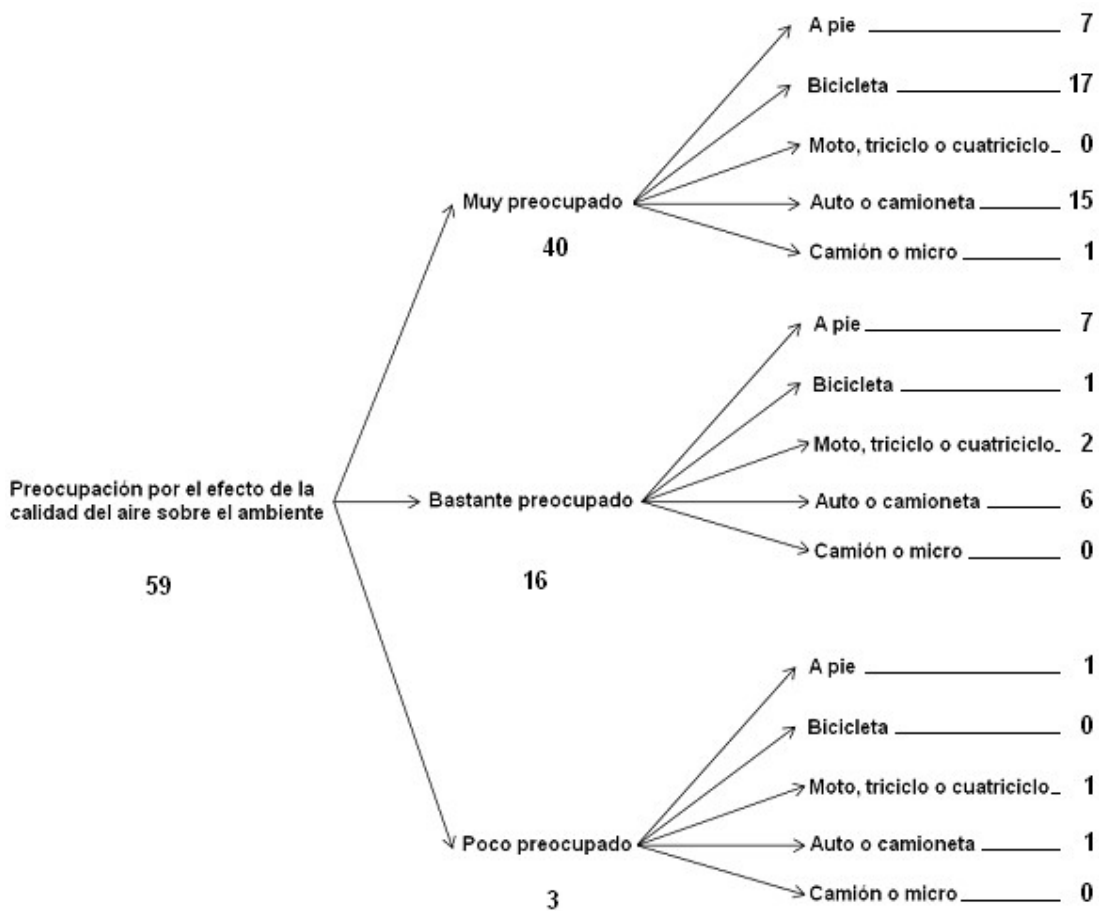 A pie 7
Bicicleta 17
Moto, triciclo o cuatriciclo 0
Muy preocupado
Auto o camioneta 15
40
Camión o micro 1
A pie 7
Bicicleta 1
Moto, triciclo o cuatriciclo 2
Preocupación por el efecto de la
calidad del aire sobre el ambiente
Bastante preocupado
Auto o camioneta 6
Camión o micro 0
59
16
A pie 1
Bicicleta 0
Moto, triciclo o cuatriciclo 1
Poco preocupado
Auto o camioneta 1
3
Camión o micro 0